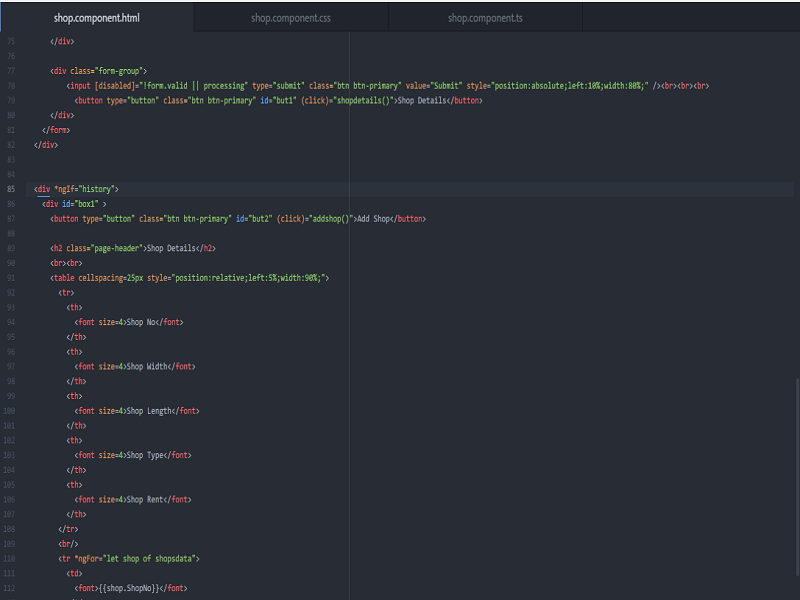 shop.component.html shop.component.css shop.component.ts
75 </div>
76
77 <div class="form-group">
78 <input [disabled]="!form.valid || processing" type="submit" class="btn btn-primary" value="Submit" style="position:absolute;left:10%;width:80%;" /><br><br><br>
79 <button type="button" class="btn btn-primary" id="but1" (click)="shopdetails()">Shop Details</button>
80 </div>
81 </form>
82 </div>
83
84
85 <div *ngIf="history">
86 <div id="box1" >
87 <button type="button" class="btn btn-primary" id="but2" (click)="addshop()">Add Shop</button>
88
89 <h2 class="page-header">Shop Details</h2>
90 <br><br>
91 <table cellspacing=25px style="position:relative;left:5%;width:90%;">
92 <tr>
93 <th>
94 <font size=4>Shop No</font>
95 </th>
96 <th>
97 <font size=4>Shop Width</font>
98 </th>
99 <th>
100 <font size=4>Shop Length</font>
101 </th>
102 <th>
103 <font size=4>Shop Type</font>
104 </th>
105 <th>
106 <font size=4>Shop Rent</font>
107 </th>
108 </tr>
109 <br/>
110 <tr *ngFor="let shop of shopsdata">
111 <td>
112 <font>{{shop.ShopNo}}</font>